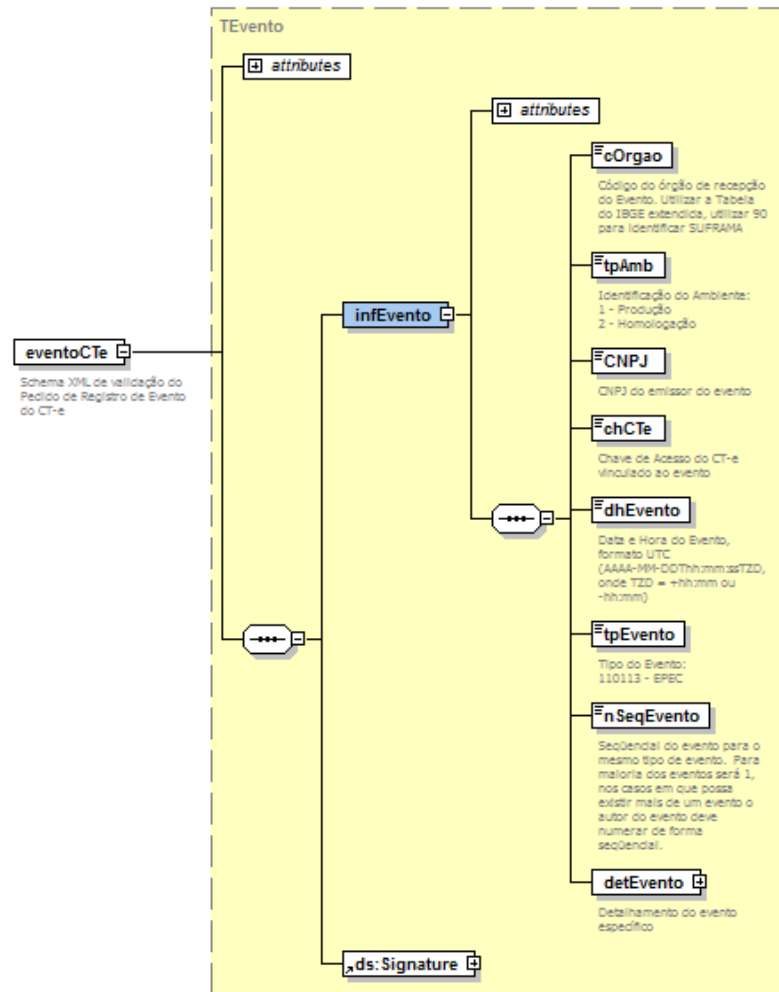 TEvento
attributes
attributes
cOrgao
Código do órgão de recepção
do Evento. Utilizar a Tabela
do IBGE extendida, utilizar 90
para identificar SUFRAMA
tpAmb
Identificação do Ambiente:
1 - Produção
2 - Homologação
infEvento
eventoCTe
Schema XML de validação do
Pedido de Registro de Evento
do CT-e
CNPJ
CNPJ do emissor do evento
chCTe
Chave de Acesso do CT-e
vinculado ao evento
dhEvento
Data e Hora do Evento,
formato UTC
(AAAA-MM-DDThh:mm:ssTZD,
onde TZD = +hh:mm ou
-hh:mm)
tpEvento
Tipo do Evento:
110113 - EPEC
nSeqEvento
Seqüencial do evento para o
mesmo tipo de evento.  Para
maioria dos eventos será 1,
nos casos em que possa
existir mais de um evento o
autor do evento deve
numerar de forma
seqüencial.
detEvento
Detalhamento do evento
específico
ds:Signature